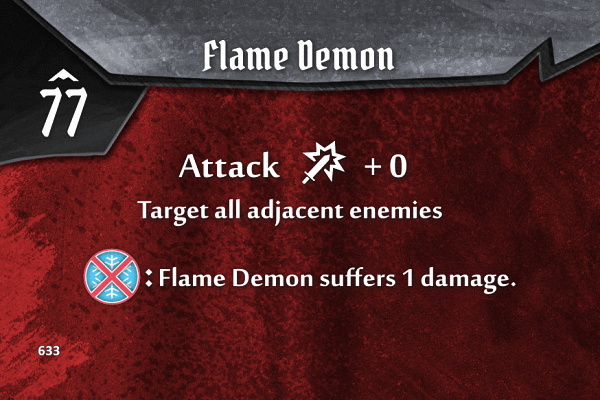 Flame Demon
77
Attack + 0
Target all adjacent enemies
: Flame Demon suffers 1 damage.
633